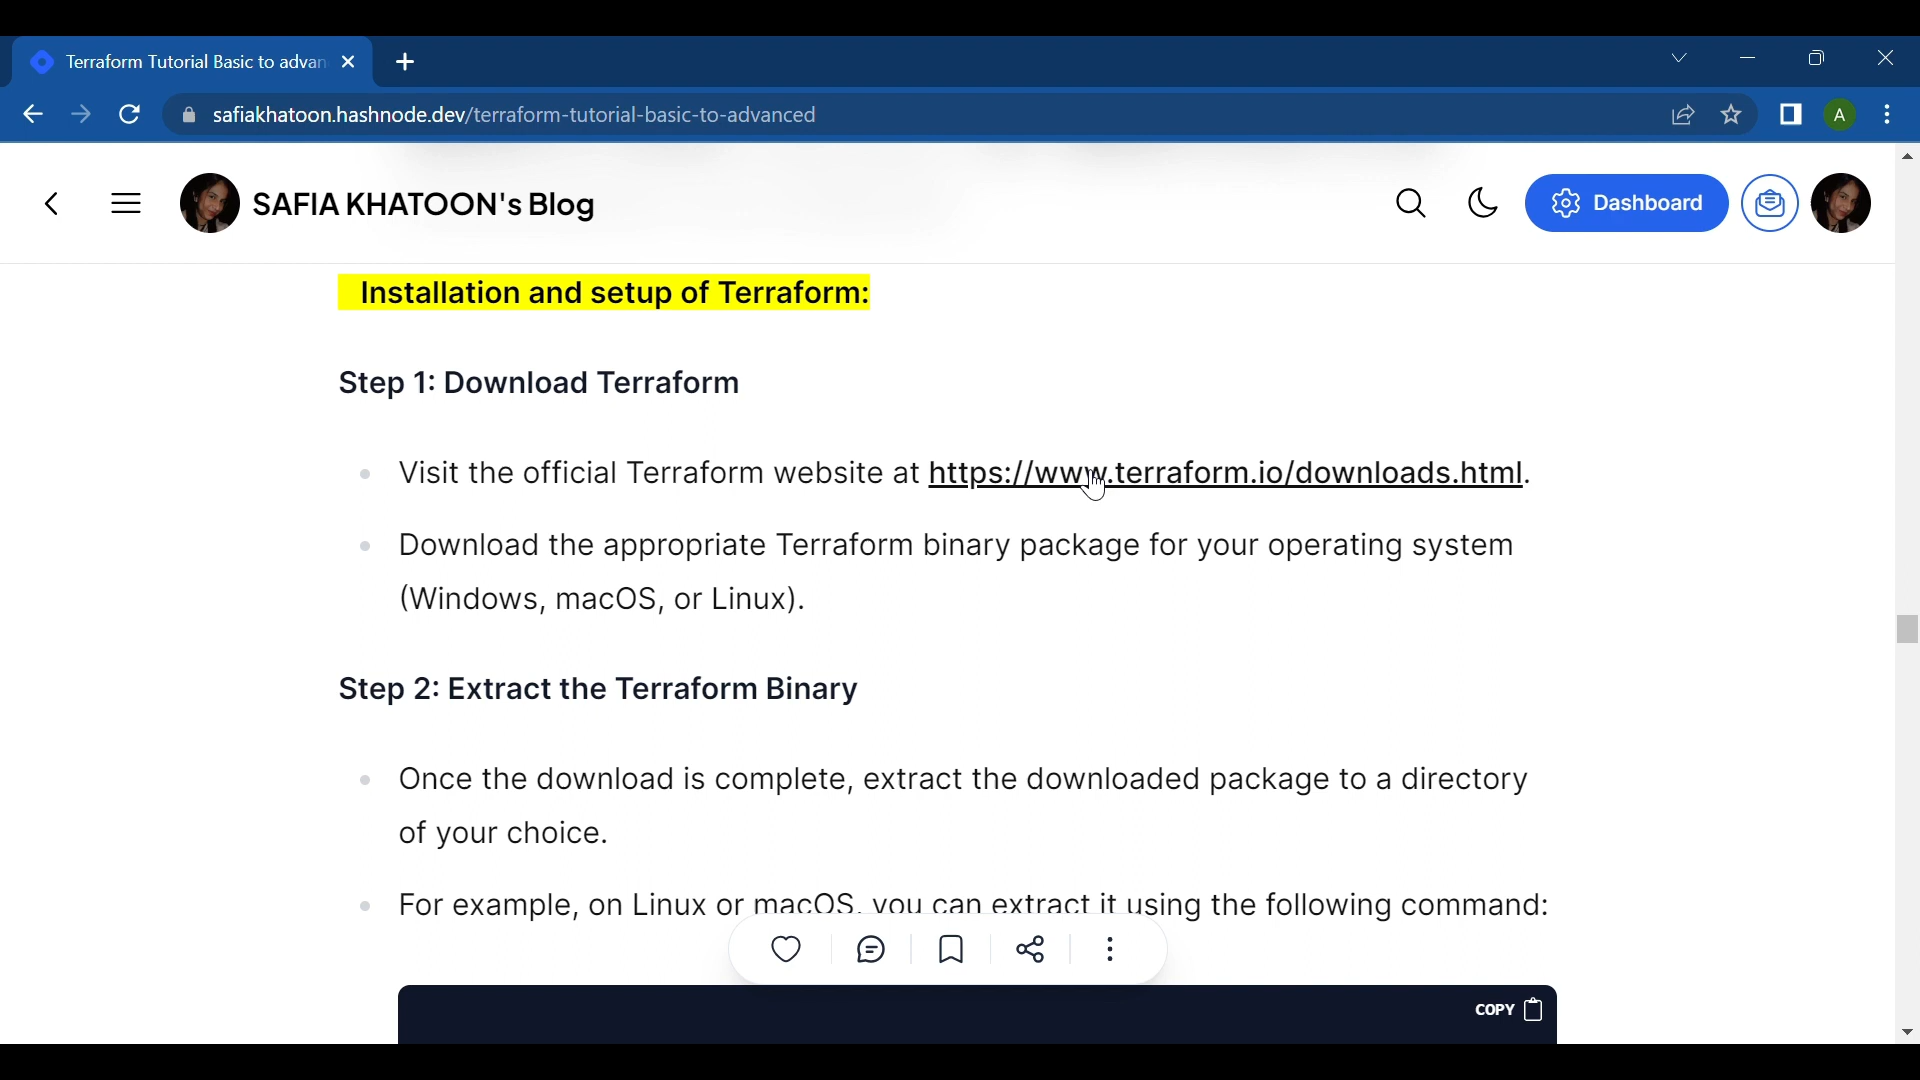 Terraform Tutorial Basic to advan
safiakhatoon.hashnode.dev/terraform-tutorial-basic-to-advanced
A
SAFIA KHATOON's Blog
Dashboard
Installation and setup of Terraform:
Step 1: Download Terraform
Visit the official Terraform website at https://www.terraform.io/downloads.html.
Download the appropriate Terraform binary package for your operating system
(Windows, macOS, or Linux).
Step 2: Extract the Terraform Binary
Once the download is complete, extract the downloaded package to a directory
of your choice.
For example, on Linux or macOS, you can extract it using the following command:
COPY